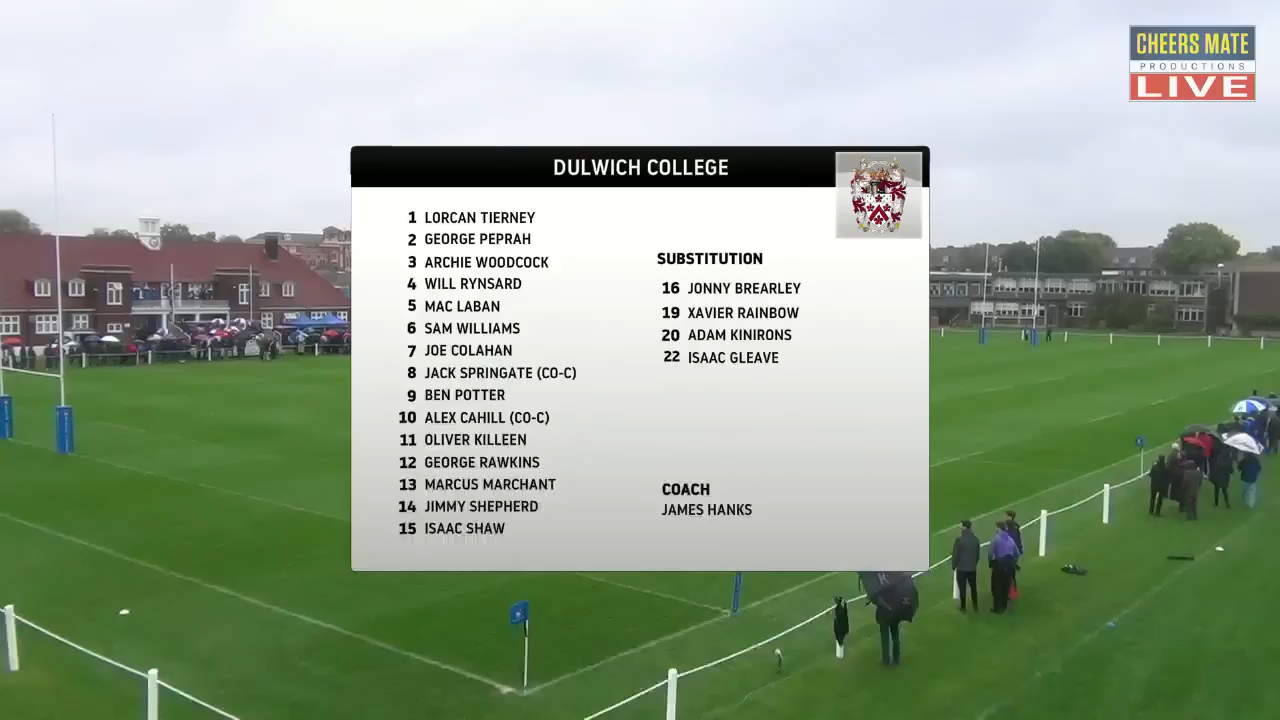 CHEERS MATE
PRODUCTIONS
LIVE
DULWICH COLLEGE
1 LORCAN TIERNEY
2 GEORGE PEPRAH
3 ARCHIE WOODCOCK
4 WILL RYNSARD
5 MAC LABAN
6 SAM WILLIAMS
7 JOE COLAHAN
8 JACK SPRINGATE (CO-C)
9 BEN POTTER
10 ALEX CAHILL (CO-C)
11 OLIVER KILLEEN
12 GEORGE RAWKINS
13 MARCUS MARCHANT
14 JIMMY SHEPHERD
15 ISAAC SHAW
SUBSTITUTION
16 JONNY BREARLEY
19 XAVIER RAINBOW
20 ADAM KINIRONS
22 ISAAC GLEAVE
COACH
JAMES HANKS